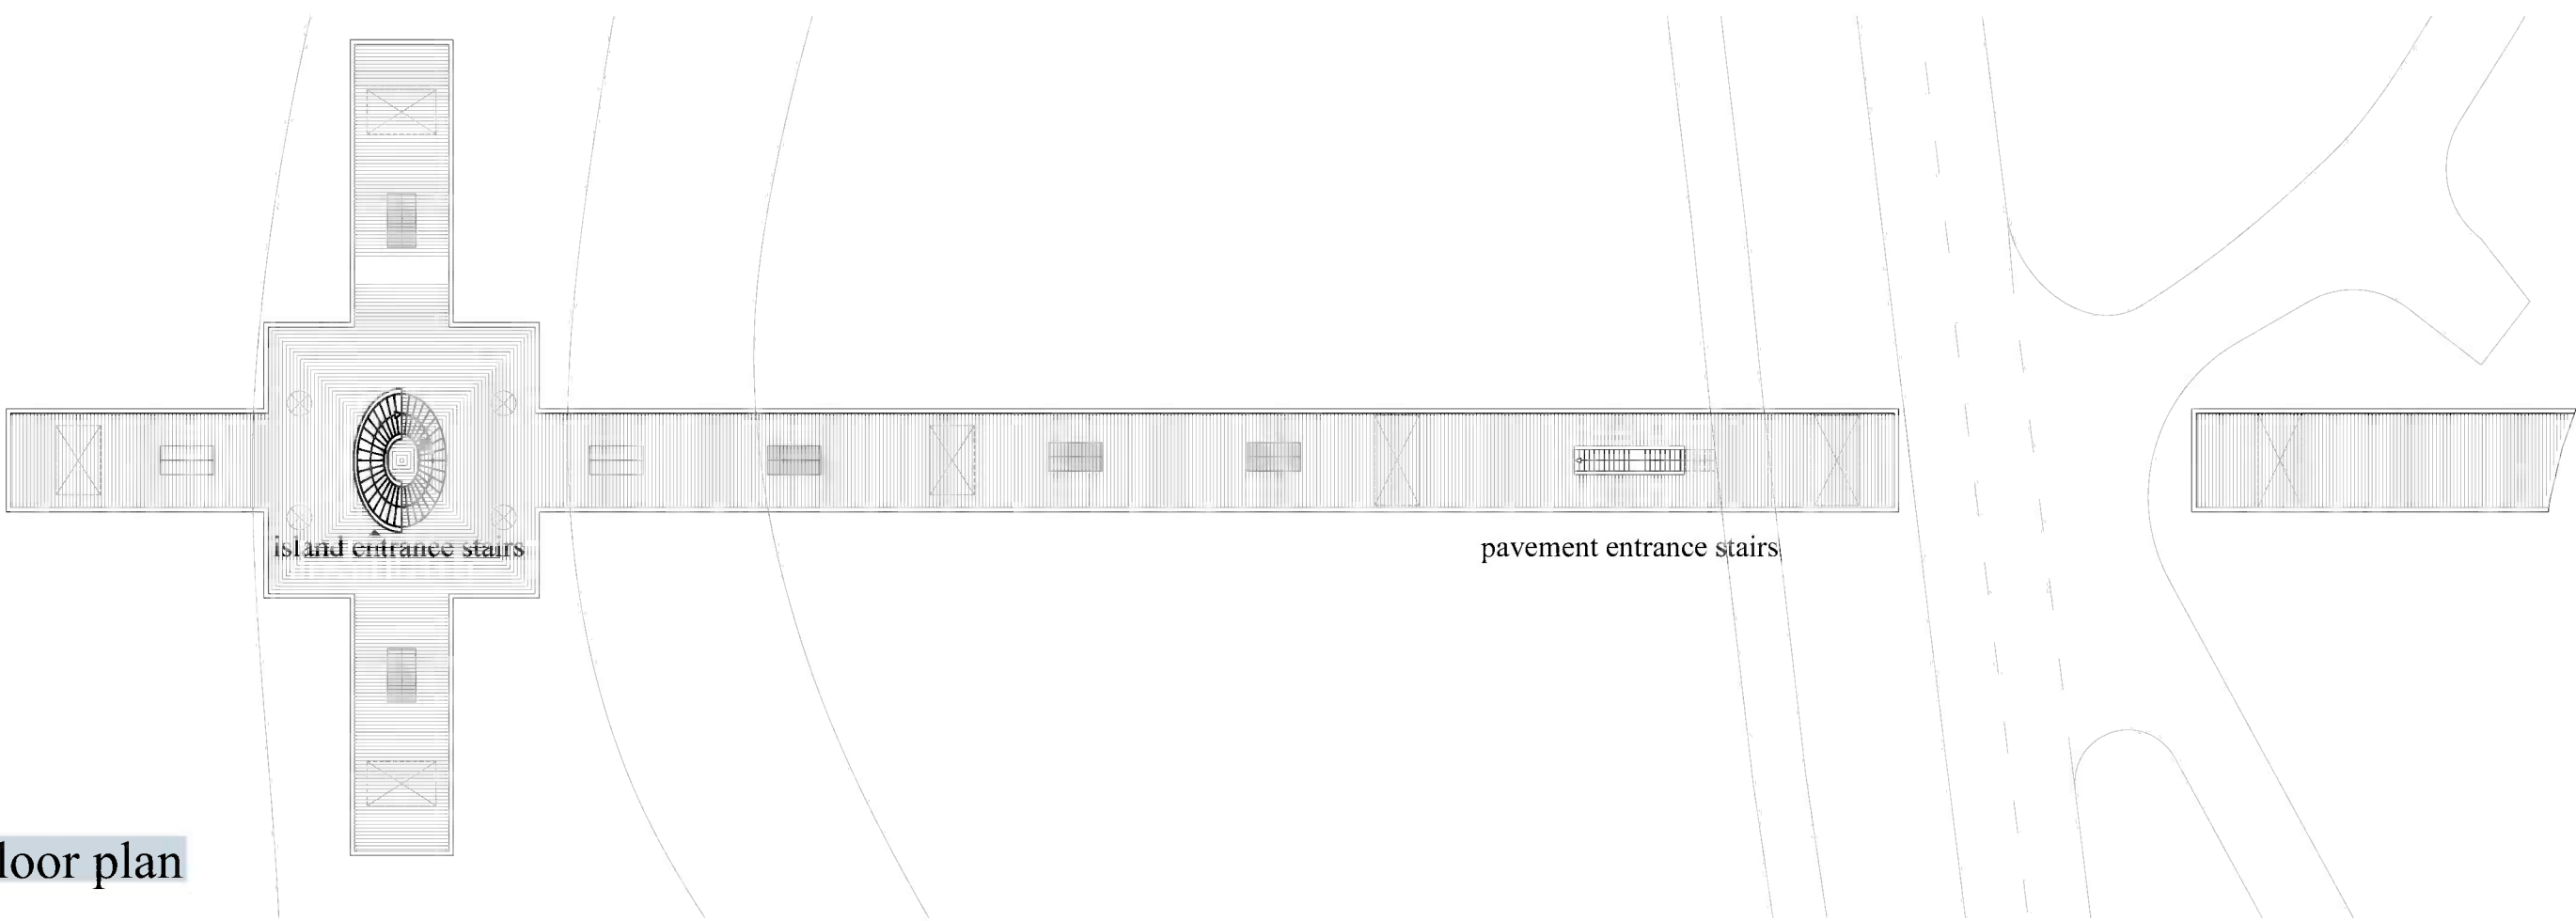 island entrance stairs
pavement entrance stairs
loor plan